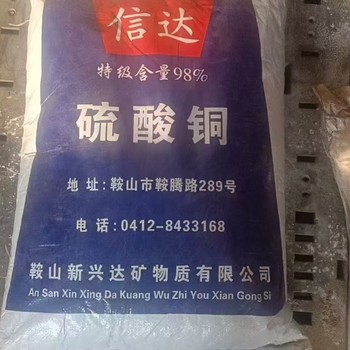 信达
特级含量98%
硫酸铜
地 址:鞍山市鞍腾路289号
电 话:0412-8433168
鞍山新兴达矿物质有限公司
An San Xin Xing Da Kuang Wu Zhi You Xian Gong Si